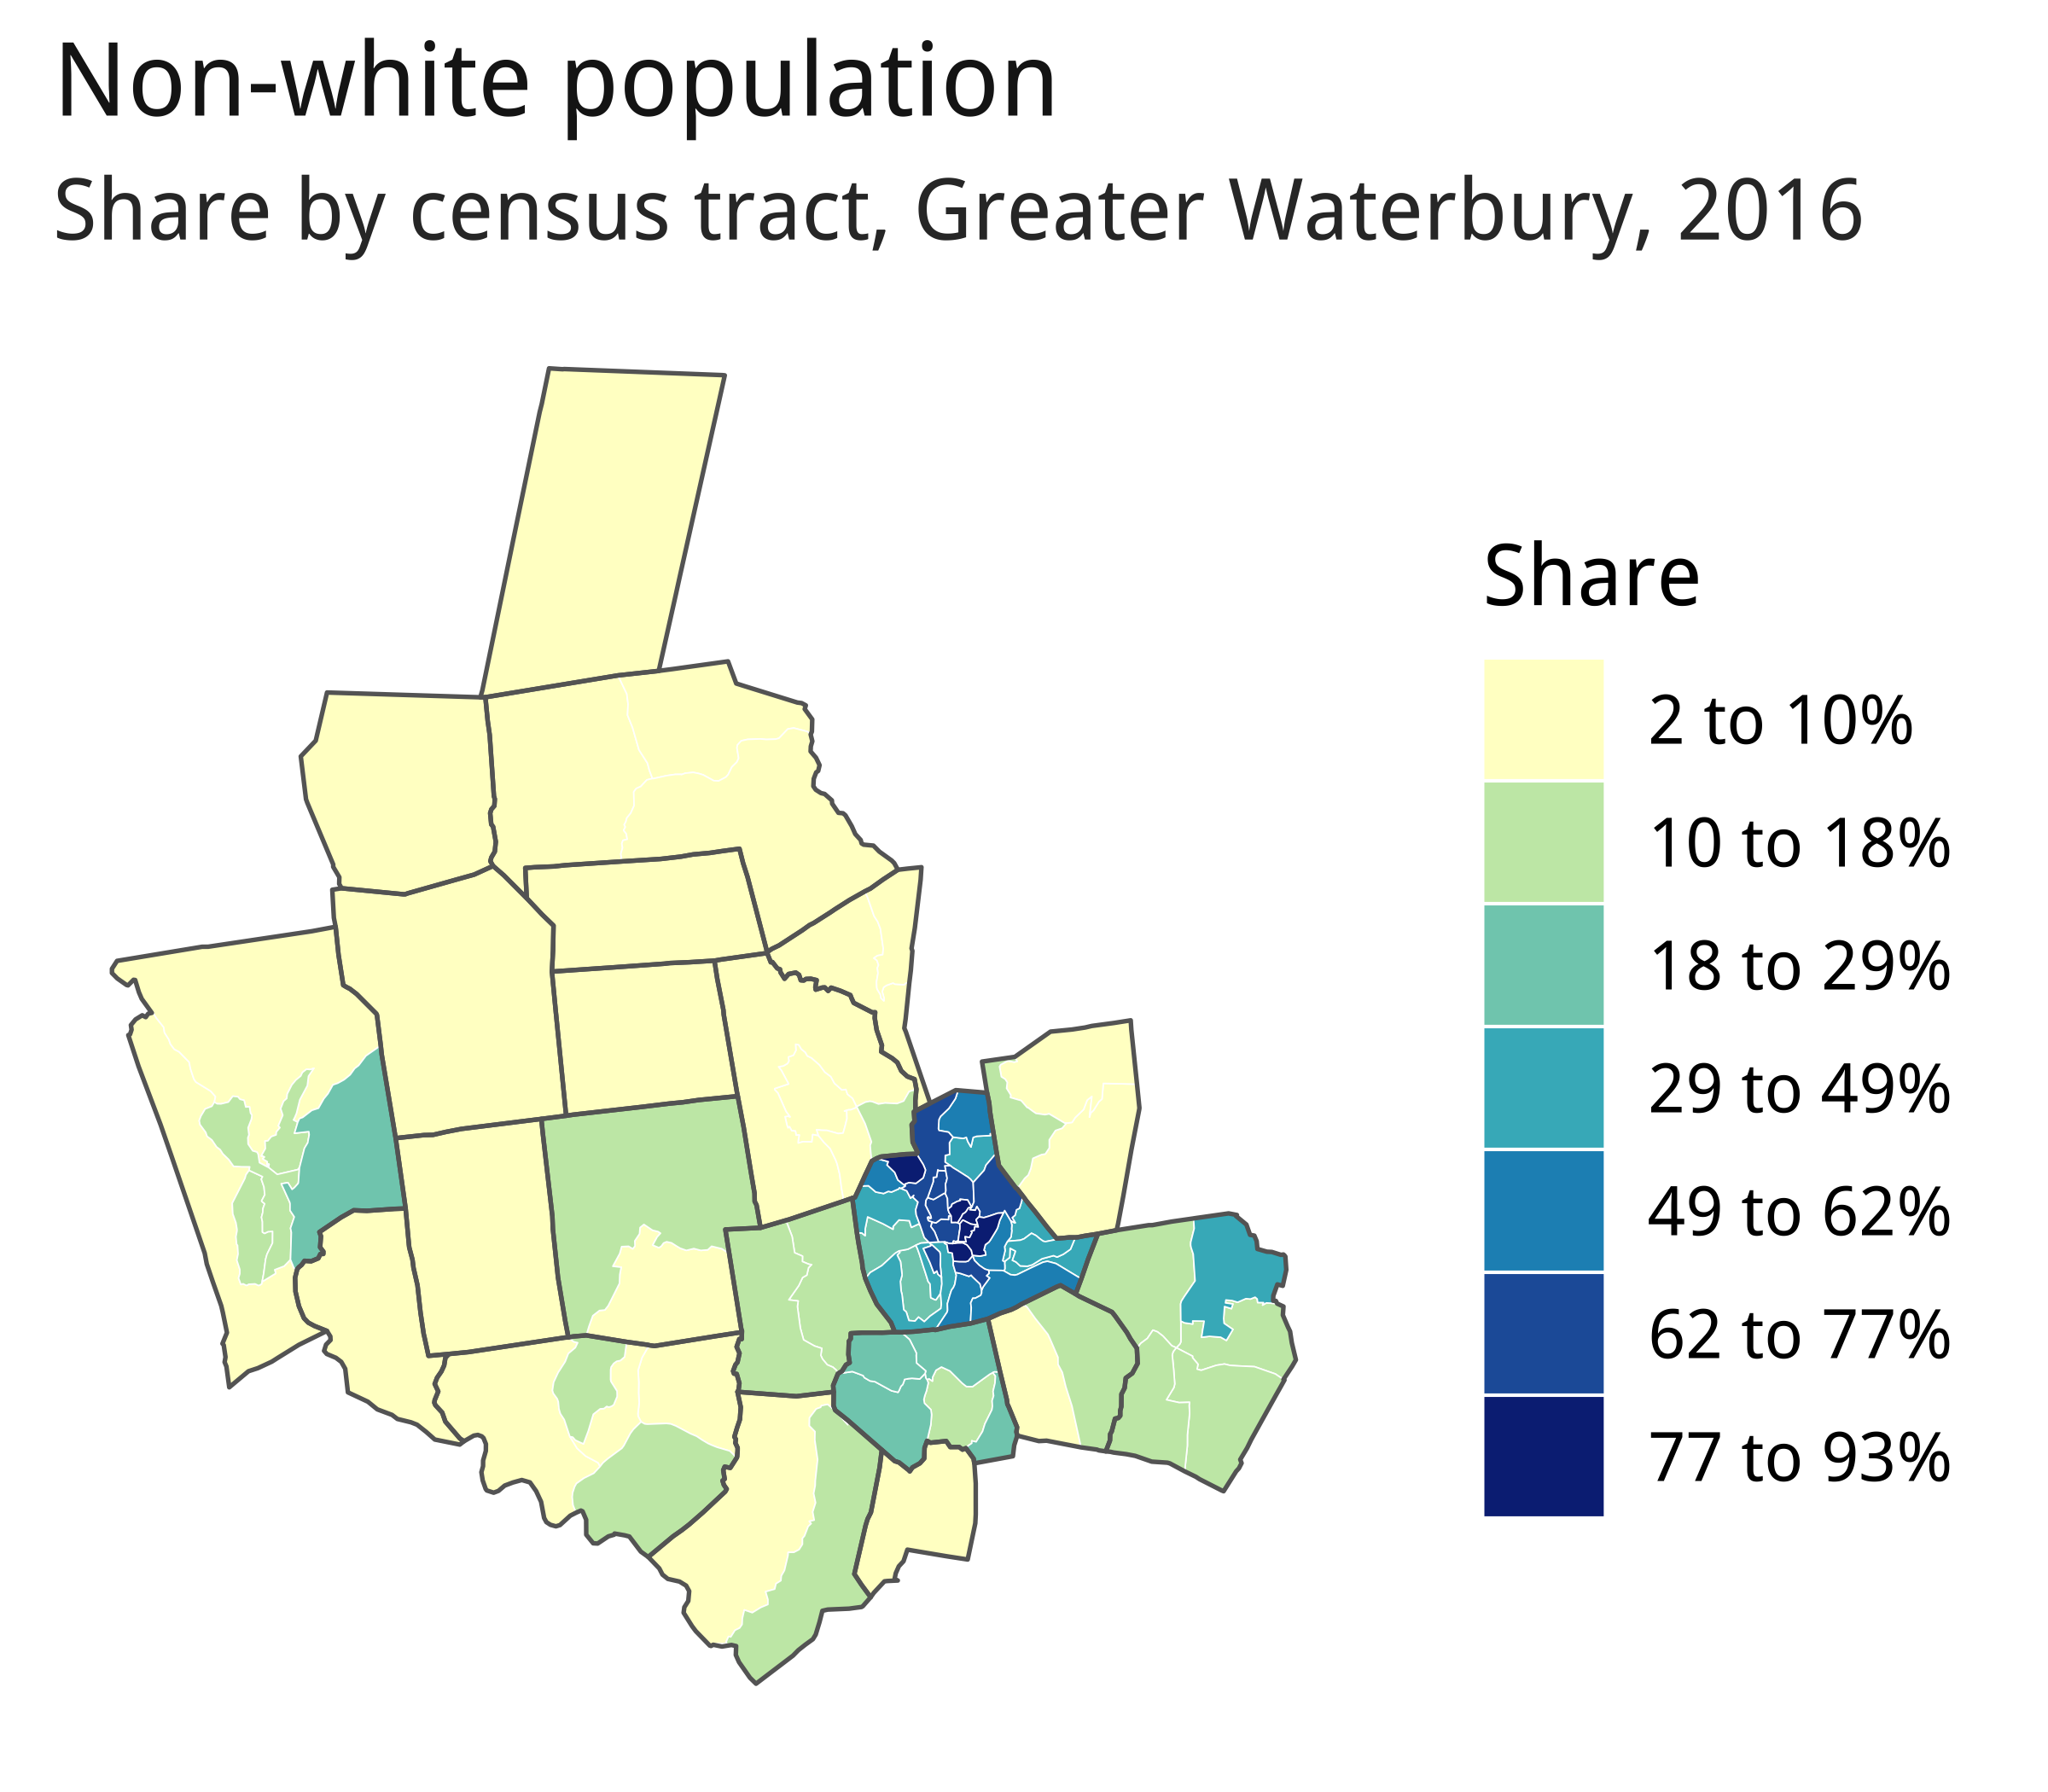 Non-white population
Share by census tract, Greater Waterbury, 2016
Share
2 to 10%
10 to 18%
18 to 29%
29 to 49%
49 to 62%
62 to 77%
77 to 93%